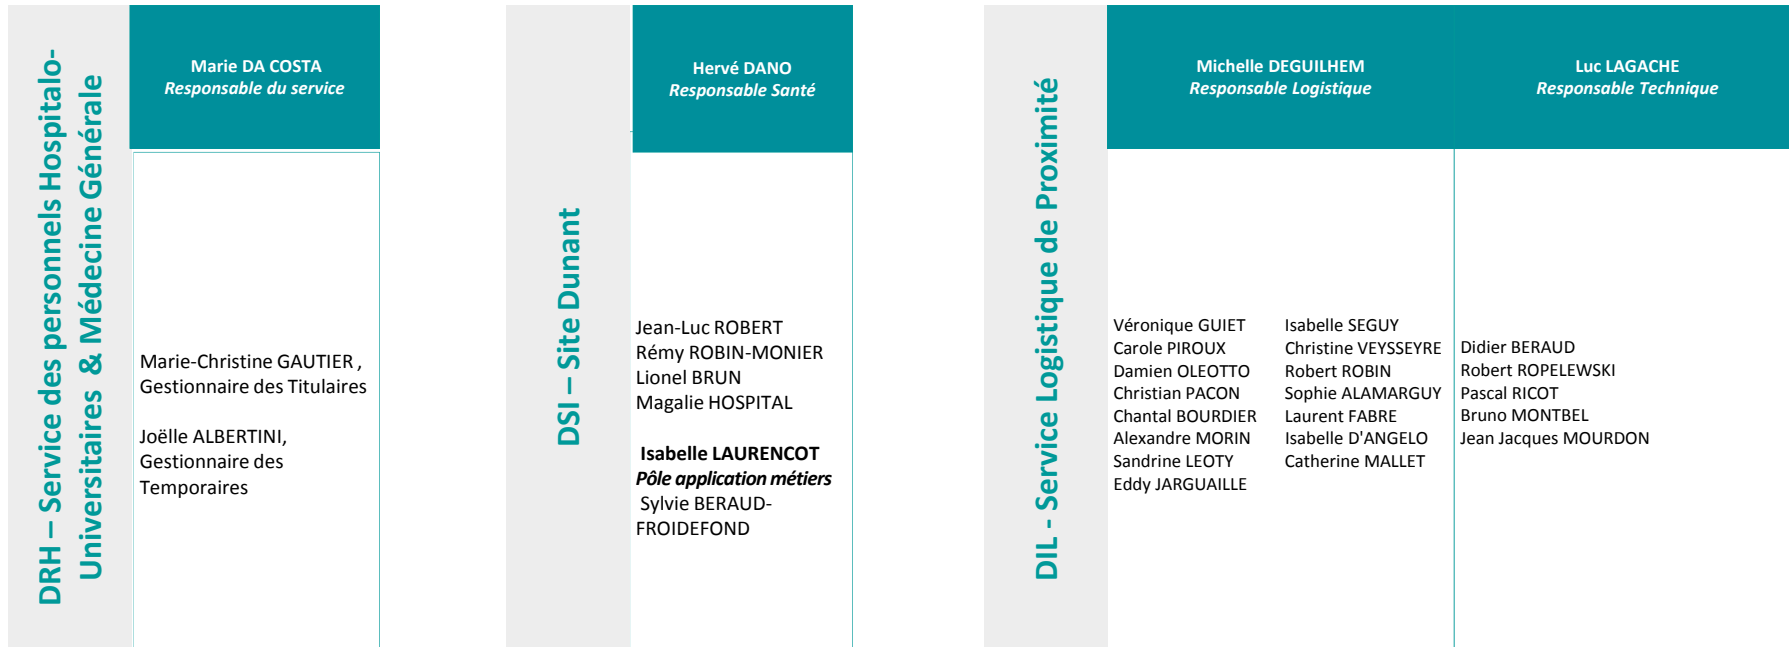 DRH – Service des personnels Hospitalo-
Universitaires & Médecine Générale
Marie DA COSTA
Responsable du service
Marie-Christine GAUTIER ,
Gestionnaire des Titulaires
Joëlle ALBERTINI,
Gestionnaire des
Temporaires
DSI – Site Dunant
Hervé DANO
Responsable Santé
Jean-Luc ROBERT
Rémy ROBIN-MONIER
Lionel BRUN
Magalie HOSPITAL
Isabelle LAURENCOT
Pôle application métiers
Sylvie BERAUD-
FROIDEFOND
DIL - Service Logistique de Proximité
Michelle DEGUILHEM
Responsable Logistique
Véronique GUIET
Carole PIROUX
Damien OLEOTTO
Christian PACON
Chantal BOURDIER
Alexandre MORIN
Sandrine LEOTY
Eddy JARGUAILLE
Isabelle SEGUY
Christine VEYSSEYRE
Robert ROBIN
Sophie ALAMARGUY
Laurent FABRE
Isabelle D'ANGELO
Catherine MALLET
Luc LAGACHE
Responsable Technique
Didier BERAUD
Robert ROPELEWSKI
Pascal RICOT
Bruno MONTBEL
Jean Jacques MOURDON